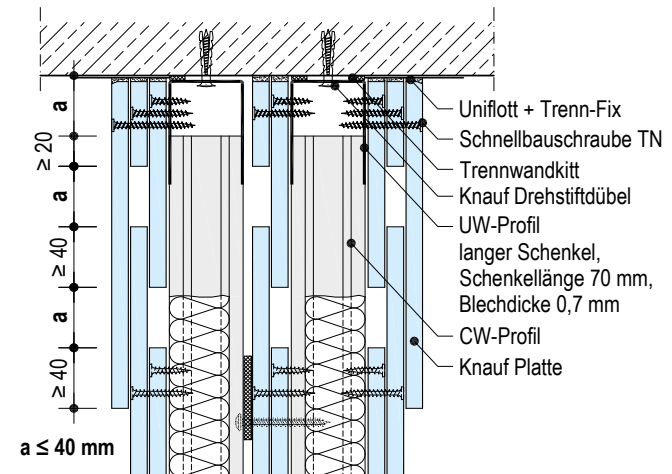 a
≥ 20
a
≥ 40
a
≥ 40
a ≤ 40 mm
Uniflott + Trenn-Fix
Schnellbauschraube TN
Trennwandkitt
Knauf Drehstiftdübel
UW-Profil
langer Schenkel,
Schenkellänge 70 mm,
Blechdicke 0,7 mm
CW-Profil
Knauf Platte